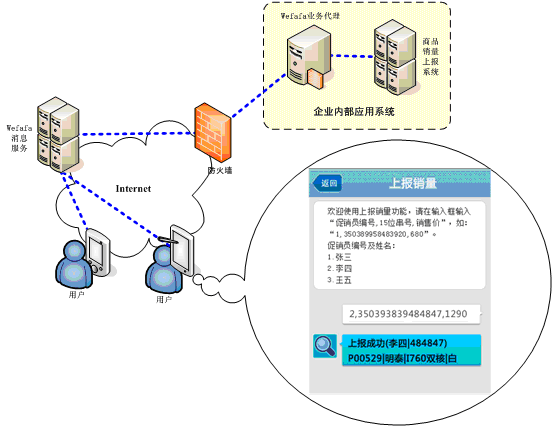 Wefafa业务代理
商品
销量
上报
系统
企业内部应用系统
Wefafa
消息
服务
防火墙
Internet
用户
用户
返回
上报销量
欢迎使用上报销量功能，请在输入框输入
“促销员编号,15位串号,销售价”，如：
“1,350389958483920,680”。
促销员编号及姓名：
1.张三
2.李四
3.王五
2,350393839484847,1290
上报成功(李四|484847)
P00529|明泰|I760双核|白